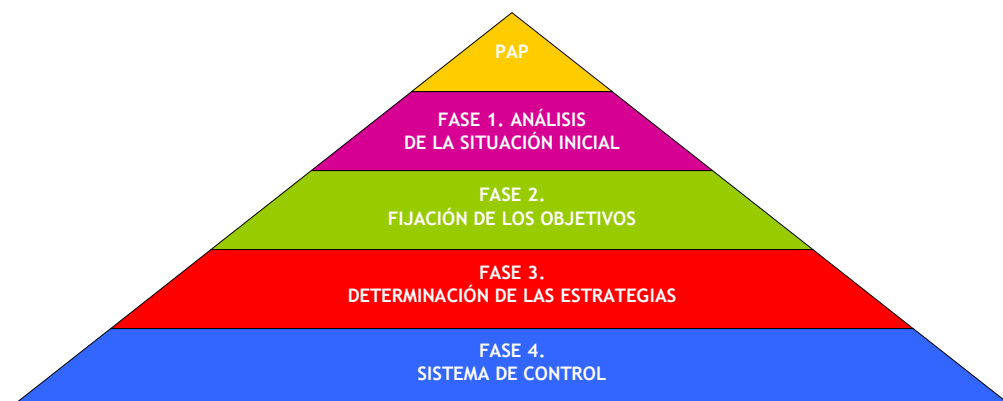 PAP
FASE 1. ANÁLISIS
DE LA SITUACIÓN INICIAL
FASE 2.
FIJACIÓN DE LOS OBJETIVOS
FASE 3.
DETERMINACIÓN DE LAS ESTRATEGIAS
FASE 4.
SISTEMA DE CONTROL